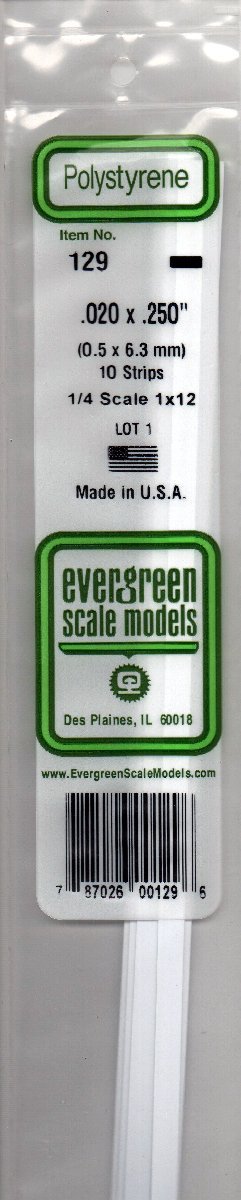 Polystyrene
Item No.
129
.020 x .250"
(0.5 x 6.3 mm)
10 Strips
1/4 Scale 1x12
LOT 1
Made in U.S.A.
evergreen
scale models
Des Plaines, IL 60018
www.EvergreenScaleModels.com
7 87026 00129 6